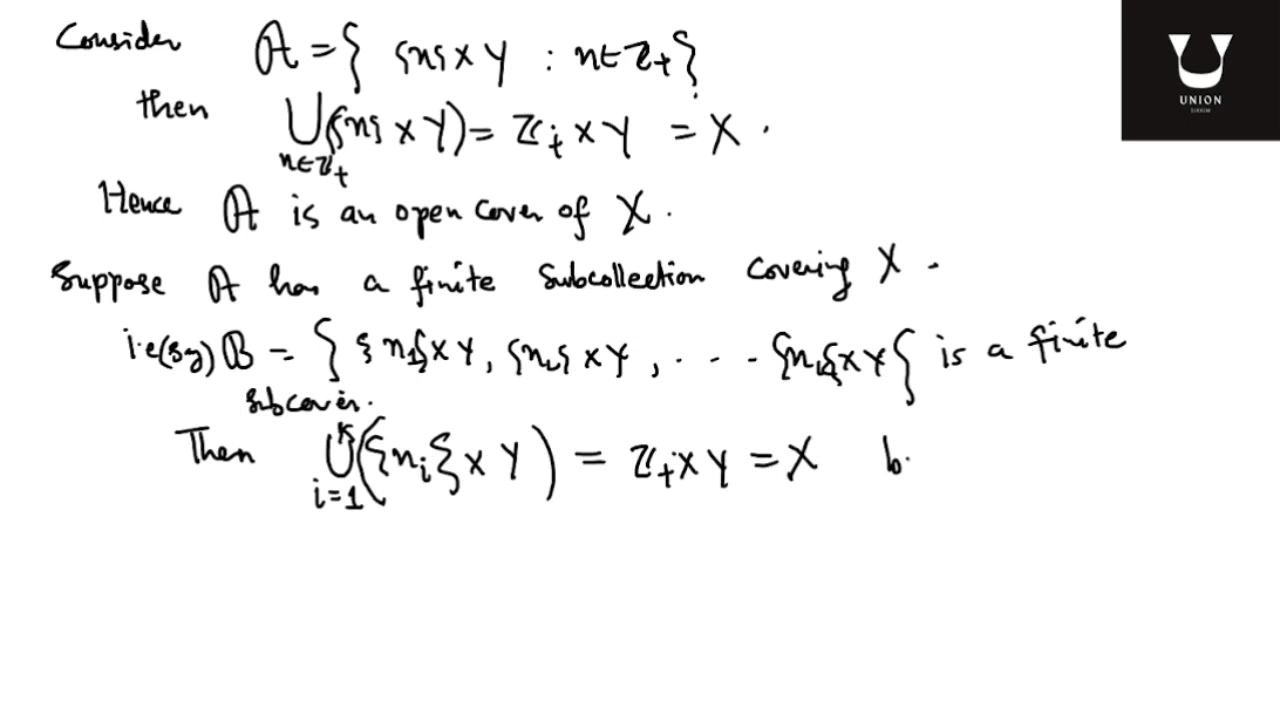 Consider 𝔸 = { {n} x Y : n ∈ ℤ+ }
then ⋃ n∈ℤ+ ({n} x Y) = ℤ+ x Y = X .
Hence 𝔸 is an open cover of X .
Suppose 𝔸 has a finite subcollection covering X .
i.e (say) 𝔹 = { {n1} x Y , {n2} x Y , . . . - {nk} x Y } is a finite
subcover.
Then ⋃ i=1 k ({ni} x Y ) = ℤ+ x Y = X b.
UNION